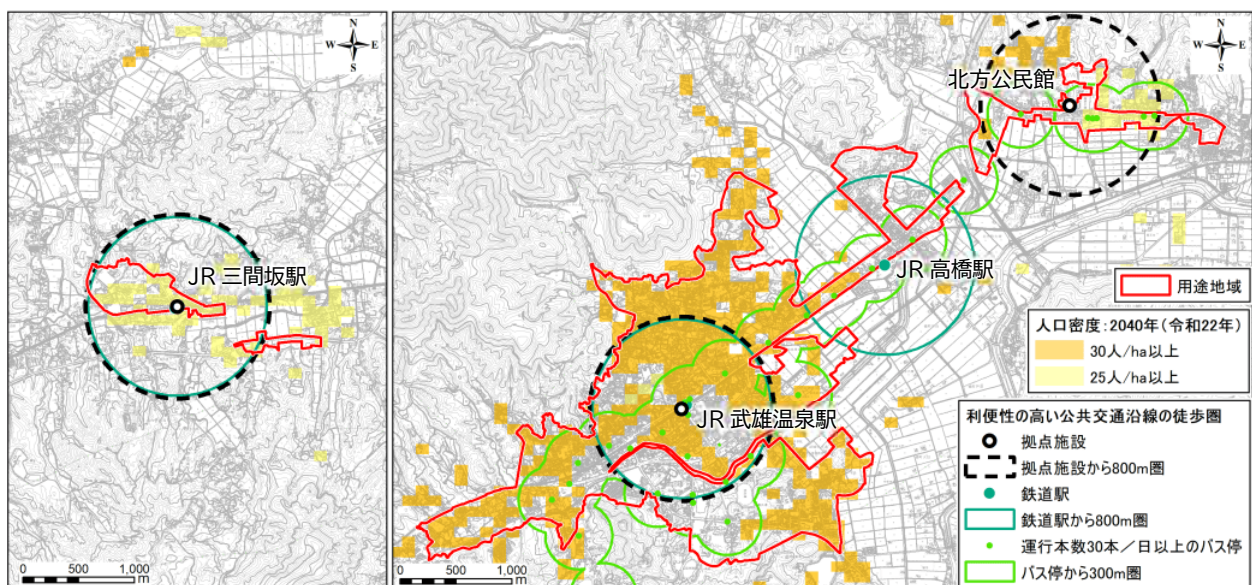 N
W E
S
JR 三間坂駅
0 500 1,000
m
N
W E
S
北方公民館
JR 高橋駅
JR 武雄温泉駅
0 500 1,000
m
用途地域
人口密度：2040年（令和22年）
30人/ha以上
25人/ha以上
利便性の高い公共交通沿線の徒歩圏
拠点施設
拠点施設から800m圏
鉄道駅
鉄道駅から800m圏
運行本数30本／日以上のバス停
バス停から300m圏